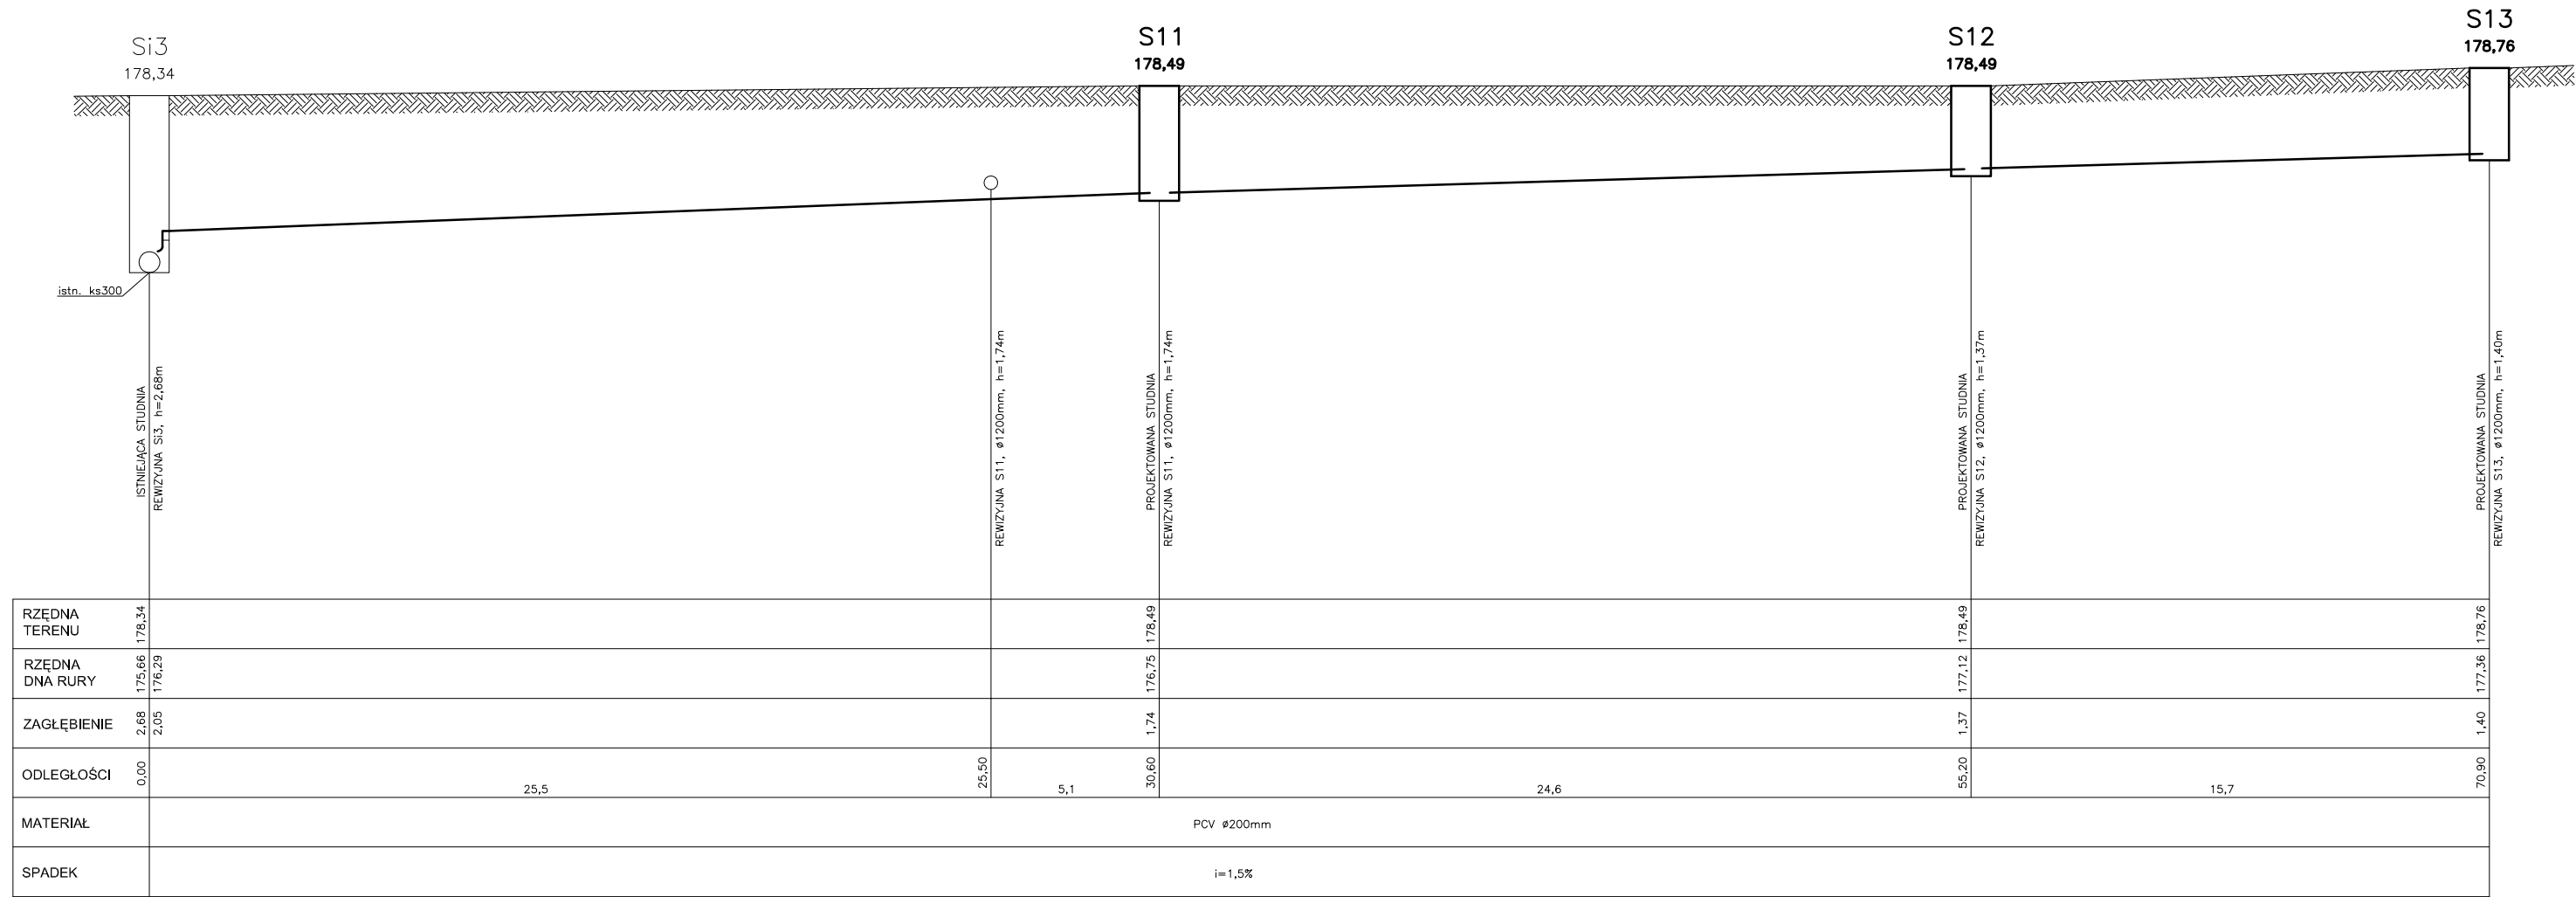 Si3
178,34
S11
178,49
S12
178,49
S13
178,76
istn. ks300
ISTNIEJĄCA STUDNIA
REWIZYJNA Si3, h=2,68m
REWIZYJNA S11, ø1200mm, h=1,74m
PROJEKTOWANA STUDNIA
REWIZYJNA S11, ø1200mm, h=1,74m
PROJEKTOWANA STUDNIA
REWIZYJNA S12, ø1200mm, h=1,37m
PROJEKTOWANA STUDNIA
REWIZYJNA S13, ø1200mm, h=1,40m
RZĘDNA
TERENU
178,34
178,49
178,49
178,76
RZĘDNA
DNA RURY
175,66
176,29
176,75
177,12
177,36
ZAGŁĘBIENIE
2,68
2,05
1,74
1,37
1,40
ODLEGŁOŚCI
0,00
25,5
25,50
5,1
30,60
24,6
55,20
15,7
70,90
MATERIAŁ
PCV ø200mm
SPADEK
i=1,5%